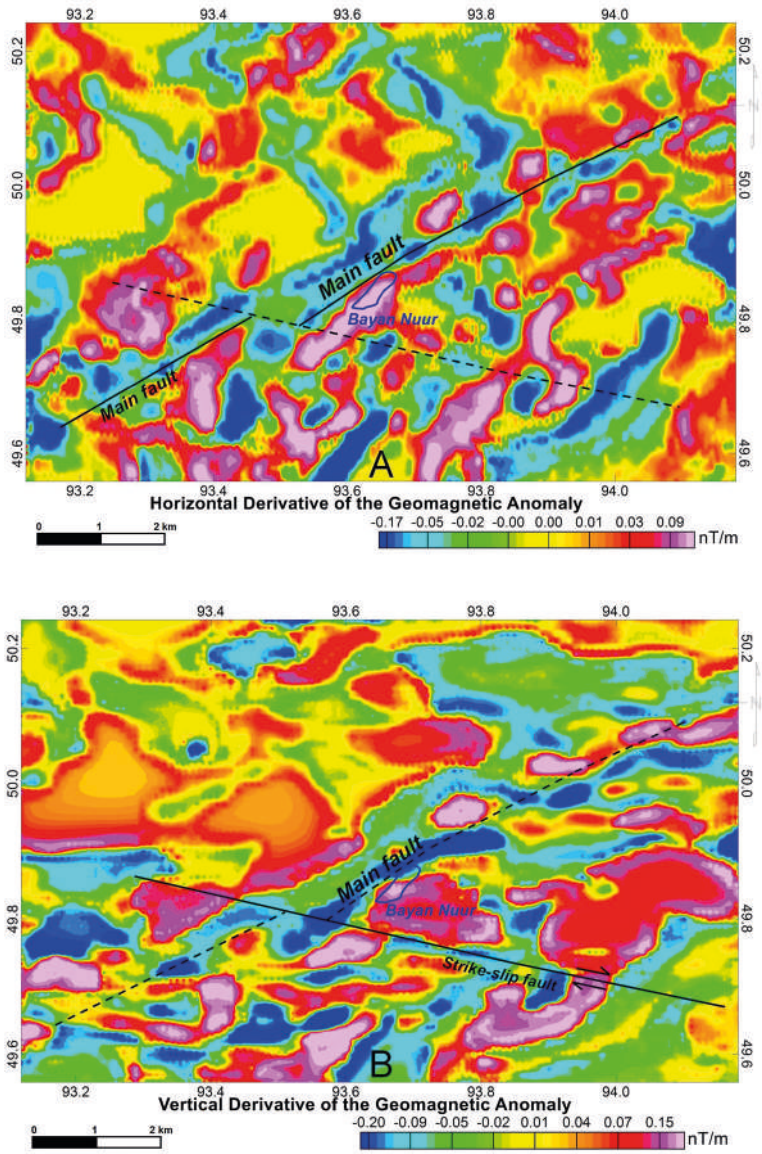 93.2 93.4 93.6 93.8 94.0
50.2 50.2
50.0 50.0
49.8 49.8
49.6 49.6
Main fault
Bayan Nuur
Main fault
A
93.2 93.4 93.6 93.8 94.0
Horizontal Derivative of the Geomagnetic Anomaly
0 1 2 km
-0.17 -0.05 -0.02 -0.00 0.00 0.01 0.03 0.09
nT/m
93.2 93.4 93.6 93.8 94.0
50.2 50.2
50.0 50.0
49.8 49.8
49.6 49.6
Main fault
Bayan Nuur
Strike-slip fault
B
93.2 93.4 93.6 93.8 94.0
Vertical Derivative of the Geomagnetic Anomaly
0 1 2 km
-0.20 -0.09 -0.05 -0.02 0.01 0.04 0.07 0.15
nT/m